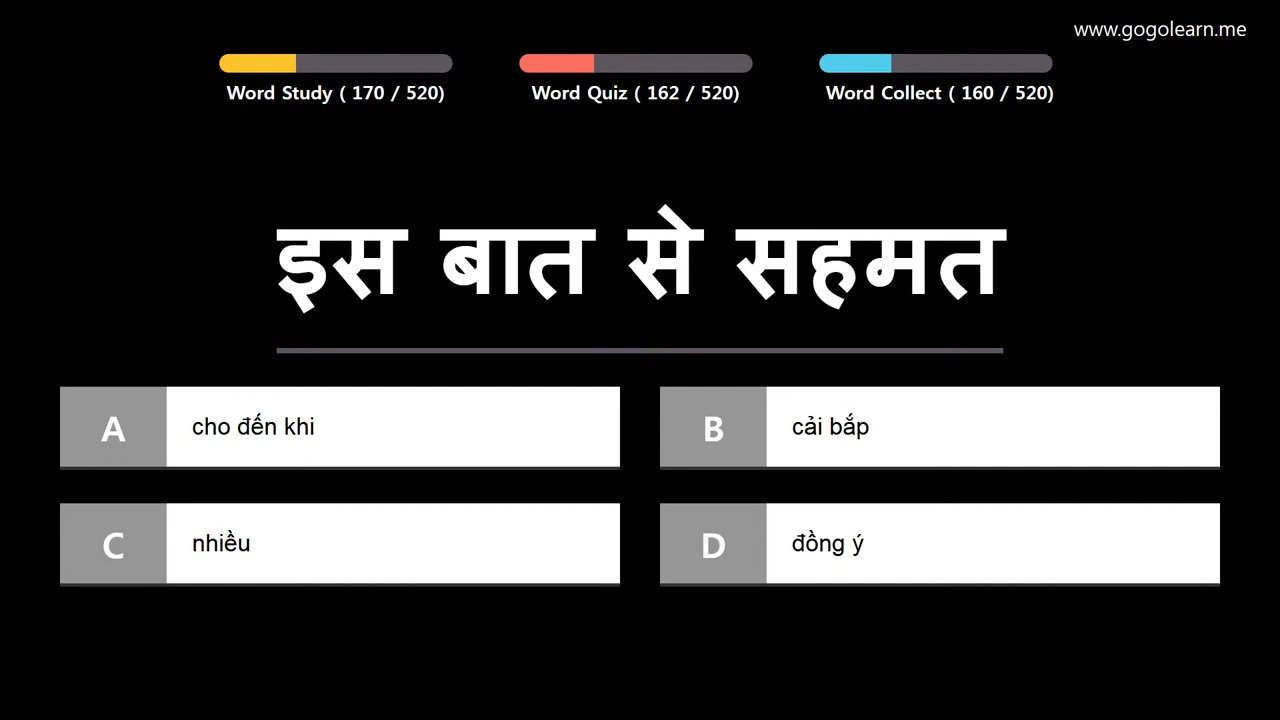 www.gogolearn.me
Word Study ( 170 / 520)
Word Quiz ( 162 / 520)
Word Collect ( 160 / 520)
इस बात से सहमत
A cho đến khi
B cải bắp
C nhiều
D đồng ý